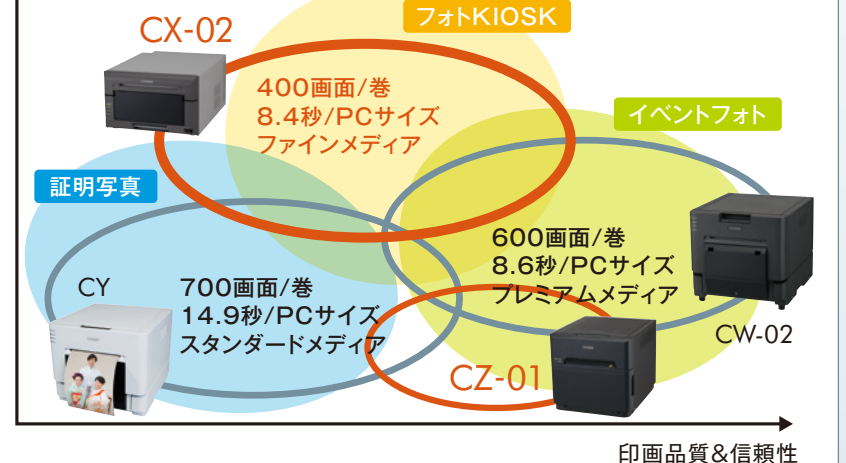 フォトKIOSK
CX-02
400画面/巻
8.4秒/PCサイズ
ファインメディア
イベントフォト
証明写真
600画面/巻
8.6秒/PCサイズ
プレミアムメディア
CY
700画面/巻
14.9秒/PCサイズ
スタンダードメディア
CW-02
CZ-01
印画品質&信頼性